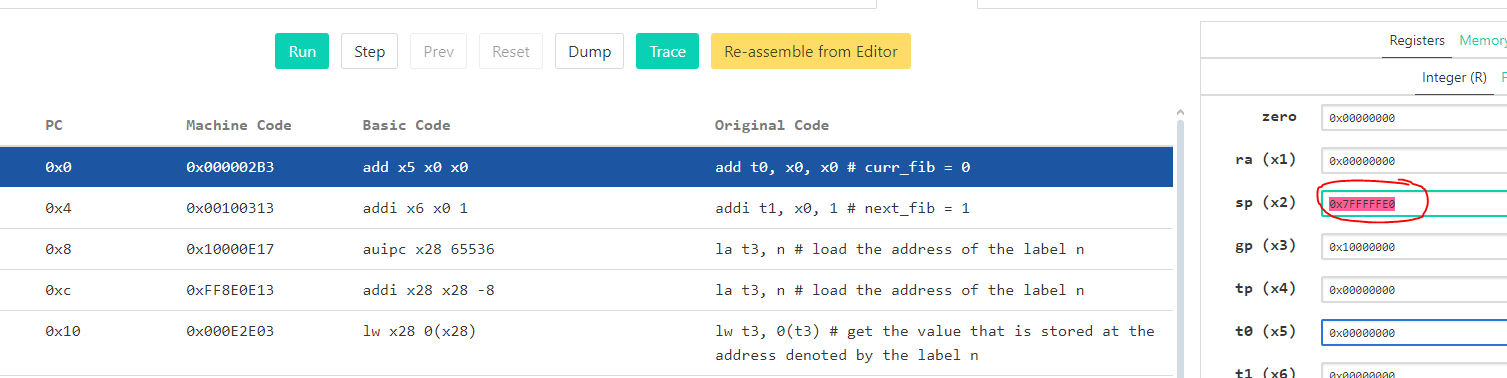 Run Step Prev Reset Dump Trace Re-assemble from Editor
PC Machine Code Basic Code Original Code
0x0 0x000002B3 add x5 x0 x0 add t0, x0, x0 # curr_fib = 0
0x4 0x00100313 addi x6 x0 1 addi t1, x0, 1 # next_fib = 1
0x8 0x10000E17 auipc x28 65536 la t3, n # load the address of the label n
0xc 0xFF8E0E13 addi x28 x28 -8 la t3, n # load the address of the label n
0x10 0x000E2E03 lw x28 0(x28) lw t3, 0(t3) # get the value that is stored at the
address denoted by the label n
Registers Memory
Integer (R) F
zero 0x00000000
ra (x1) 0x00000000
sp (x2) 0x7FFFFFE0
gp (x3) 0x10000000
tp (x4) 0x00000000
t0 (x5) 0x00000000
t1 (x6) 0x00000000